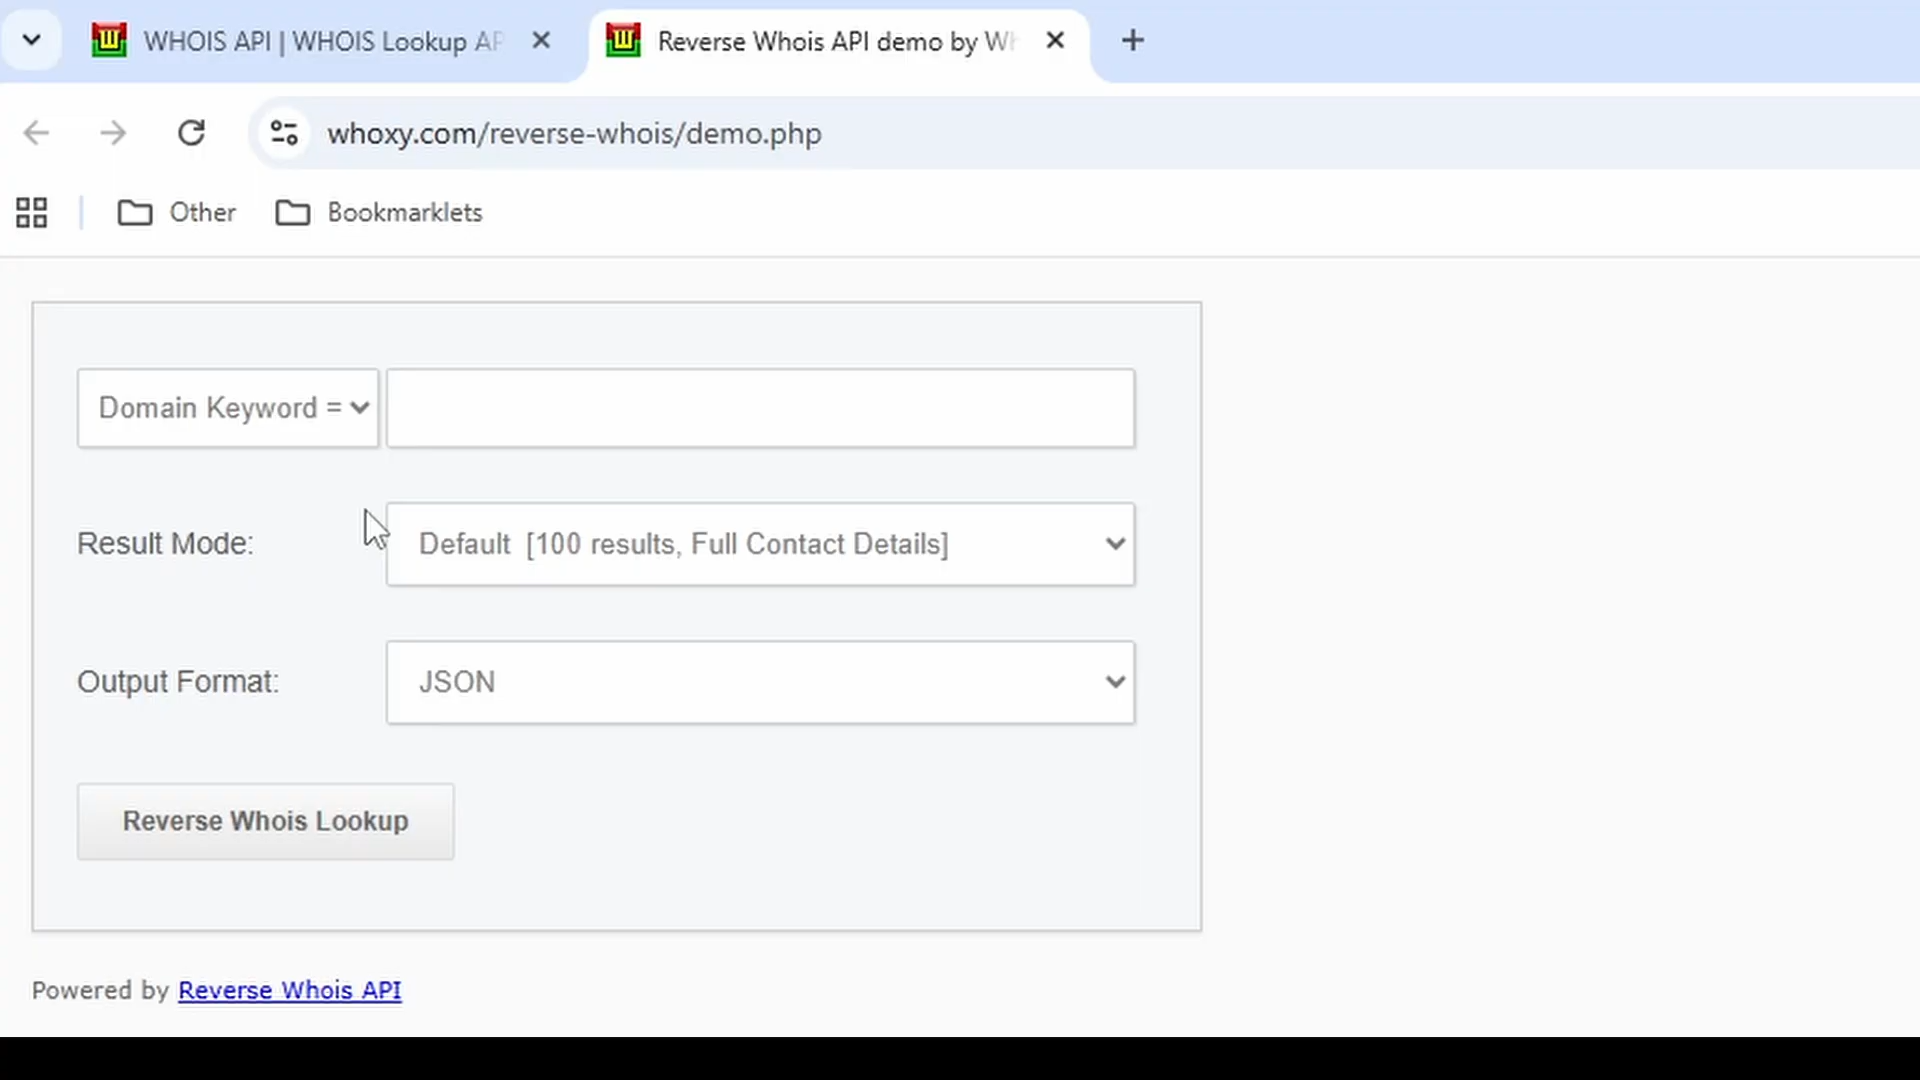 WHOIS API | WHOIS Lookup AP
Reverse Whois API demo by Wh
whoxy.com/reverse-whois/demo.php
Other
Bookmarklets
Domain Keyword =
Result Mode:
Default [100 results, Full Contact Details]
Output Format:
JSON
Reverse Whois Lookup
Powered by Reverse Whois API